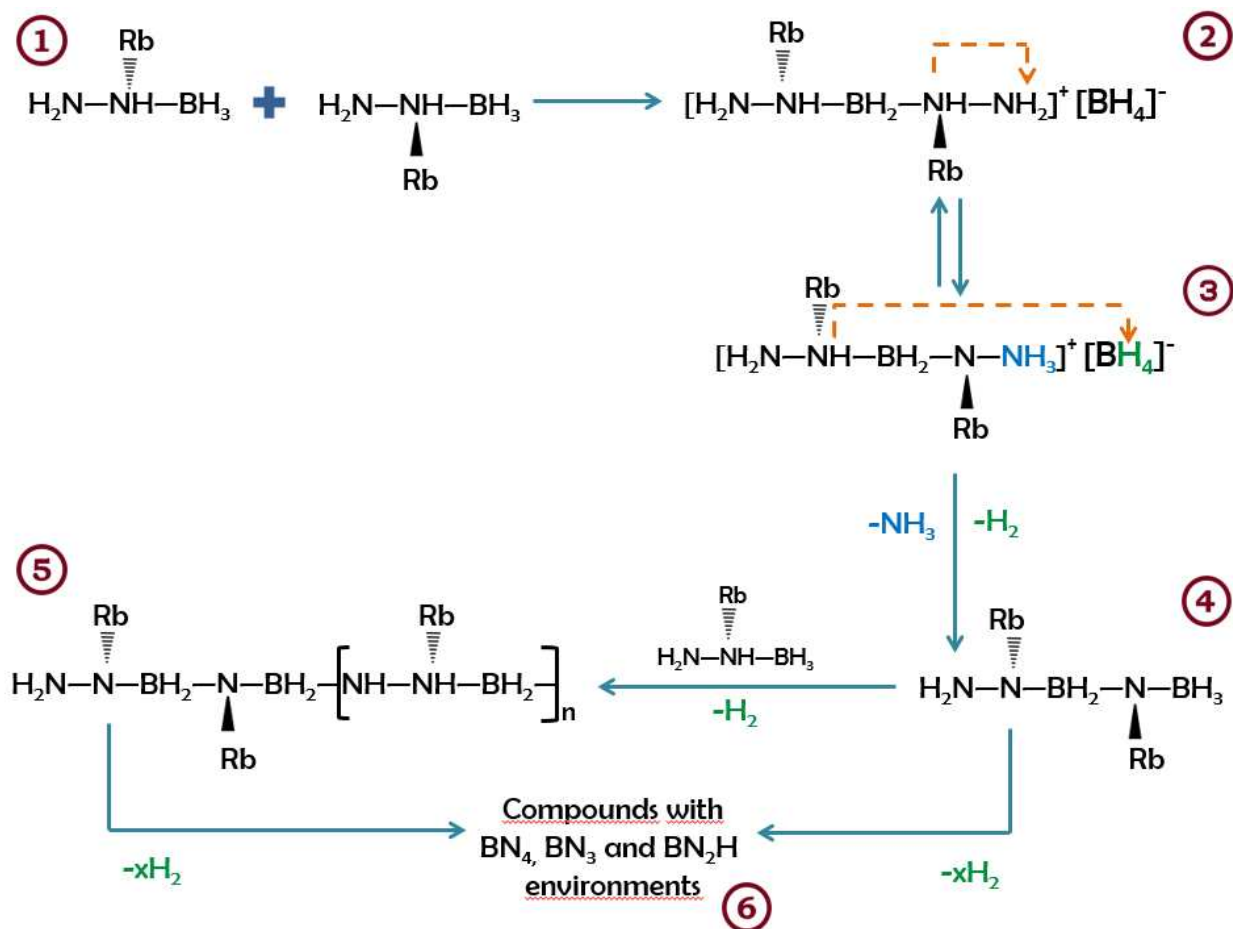 ①
Rb
H₂N–NH–BH₃
+
H₂N–NH–BH₃
Rb
②
Rb
[H₂N–NH–BH₂–NH–NH₂]⁺ [BH₄]⁻
Rb
③
Rb
[H₂N–NH–BH₂–N–NH₃]⁺ [BH₄]⁻
Rb
-NH₃ -H₂
④
Rb
H₂N–N–BH₂–N–BH₃
Rb
Rb
H₂N–NH–BH₃
-H₂
⑤
Rb Rb
H₂N–N–BH₂–N–BH₂–[NH–NH–BH₂–]n
Rb
-xH₂
-xH₂
Compounds with
BN₄, BN₃ and BN₂H
environments
⑥